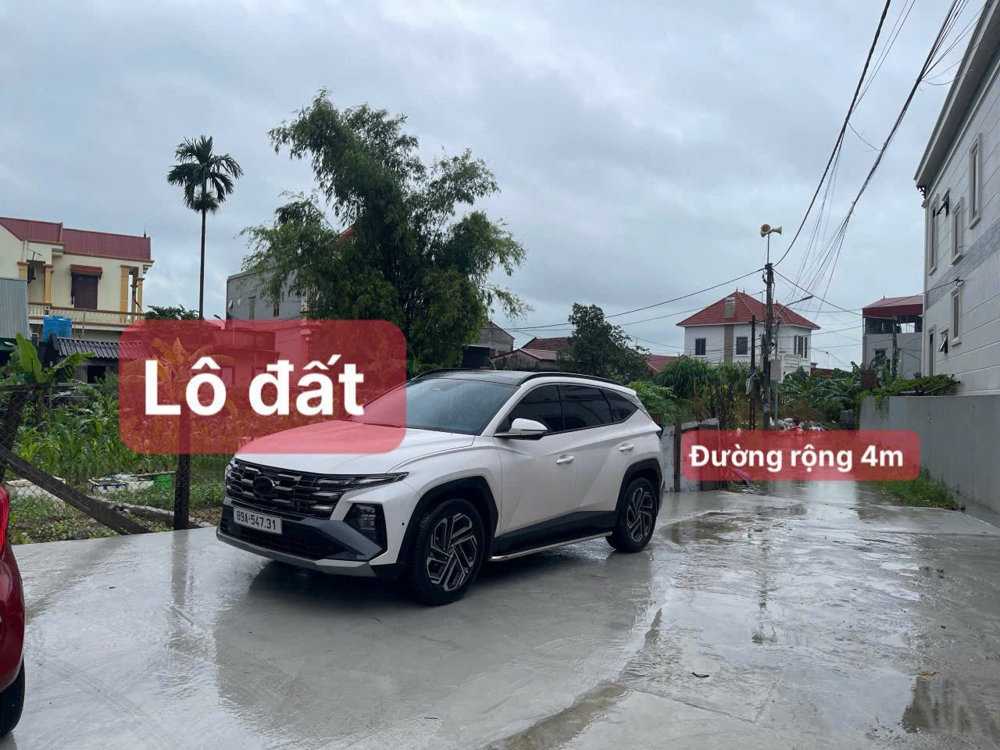 Lô đất
Đường rộng 4m
89A-547.31